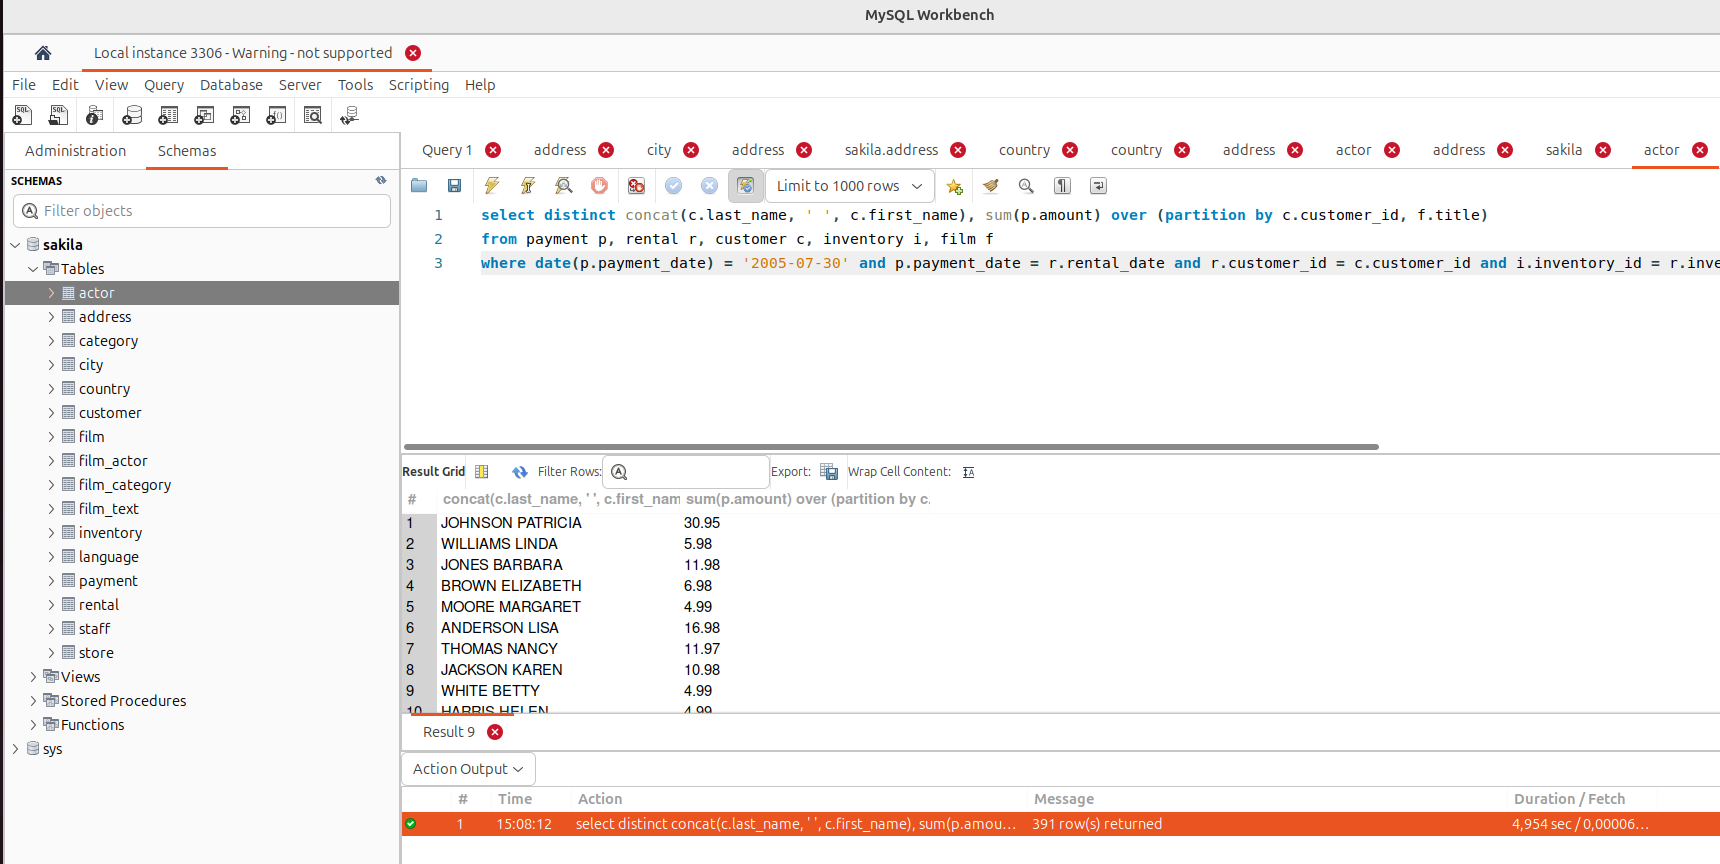 MySQL Workbench
Local instance 3306 - Warning - not supported
File Edit View Query Database Server Tools Scripting Help
Administration Schemas
Query 1 address city address sakila.address country country address actor address sakila actor
SCHEMAS
Filter objects
Limit to 1000 rows
sakila
Tables
actor
address
category
city
country
customer
film
film_actor
film_category
film_text
inventory
language
payment
rental
staff
store
Views
Stored Procedures
Functions
sys
1 select distinct concat(c.last_name, ' ', c.first_name), sum(p.amount) over (partition by c.customer_id, f.title)
2 from payment p, rental r, customer c, inventory i, film f
3 where date(p.payment_date) = '2005-07-30' and p.payment_date = r.rental_date and r.customer_id = c.customer_id and i.inventory_id = r.inve
Result Grid Filter Rows: Export: Wrap Cell Content:
# concat(c.last_name, ' ', c.first_nam sum(p.amount) over (partition by c.
1 JOHNSON PATRICIA 30.95
2 WILLIAMS LINDA 5.98
3 JONES BARBARA 11.98
4 BROWN ELIZABETH 6.98
5 MOORE MARGARET 4.99
6 ANDERSON LISA 16.98
7 THOMAS NANCY 11.97
8 JACKSON KAREN 10.98
9 WHITE BETTY 4.99
10 HARRIS HELEN 4.99
Result 9
Action Output
# Time Action Message Duration / Fetch
1 15:08:12 select distinct concat(c.last_name, ' ', c.first_name), sum(p.amou... 391 row(s) returned 4,954 sec / 0,00006...